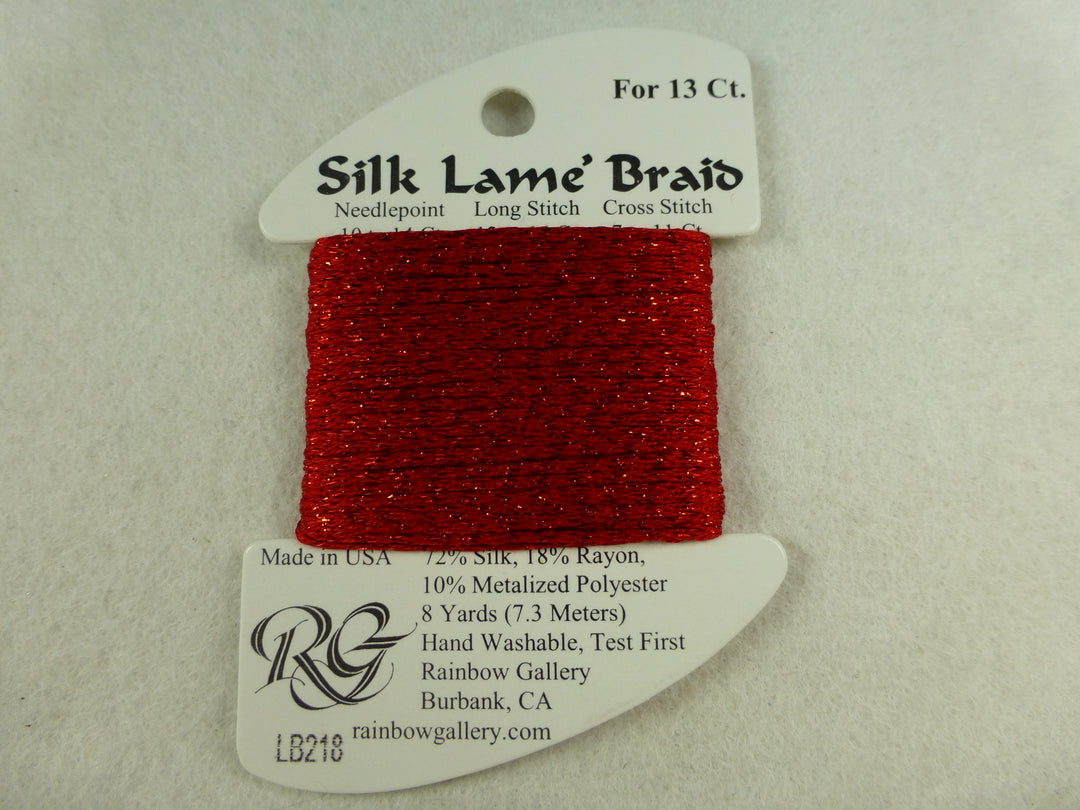 For 13 Ct.
Silk Lame' Braid
Needlepoint Long Stitch Cross Stitch
Made in USA 72% Silk, 18% Rayon,
10% Metalized Polyester
8 Yards (7.3 Meters)
Hand Washable, Test First
Rainbow Gallery
Burbank, CA
rainbowgallery.com
RG
LB218